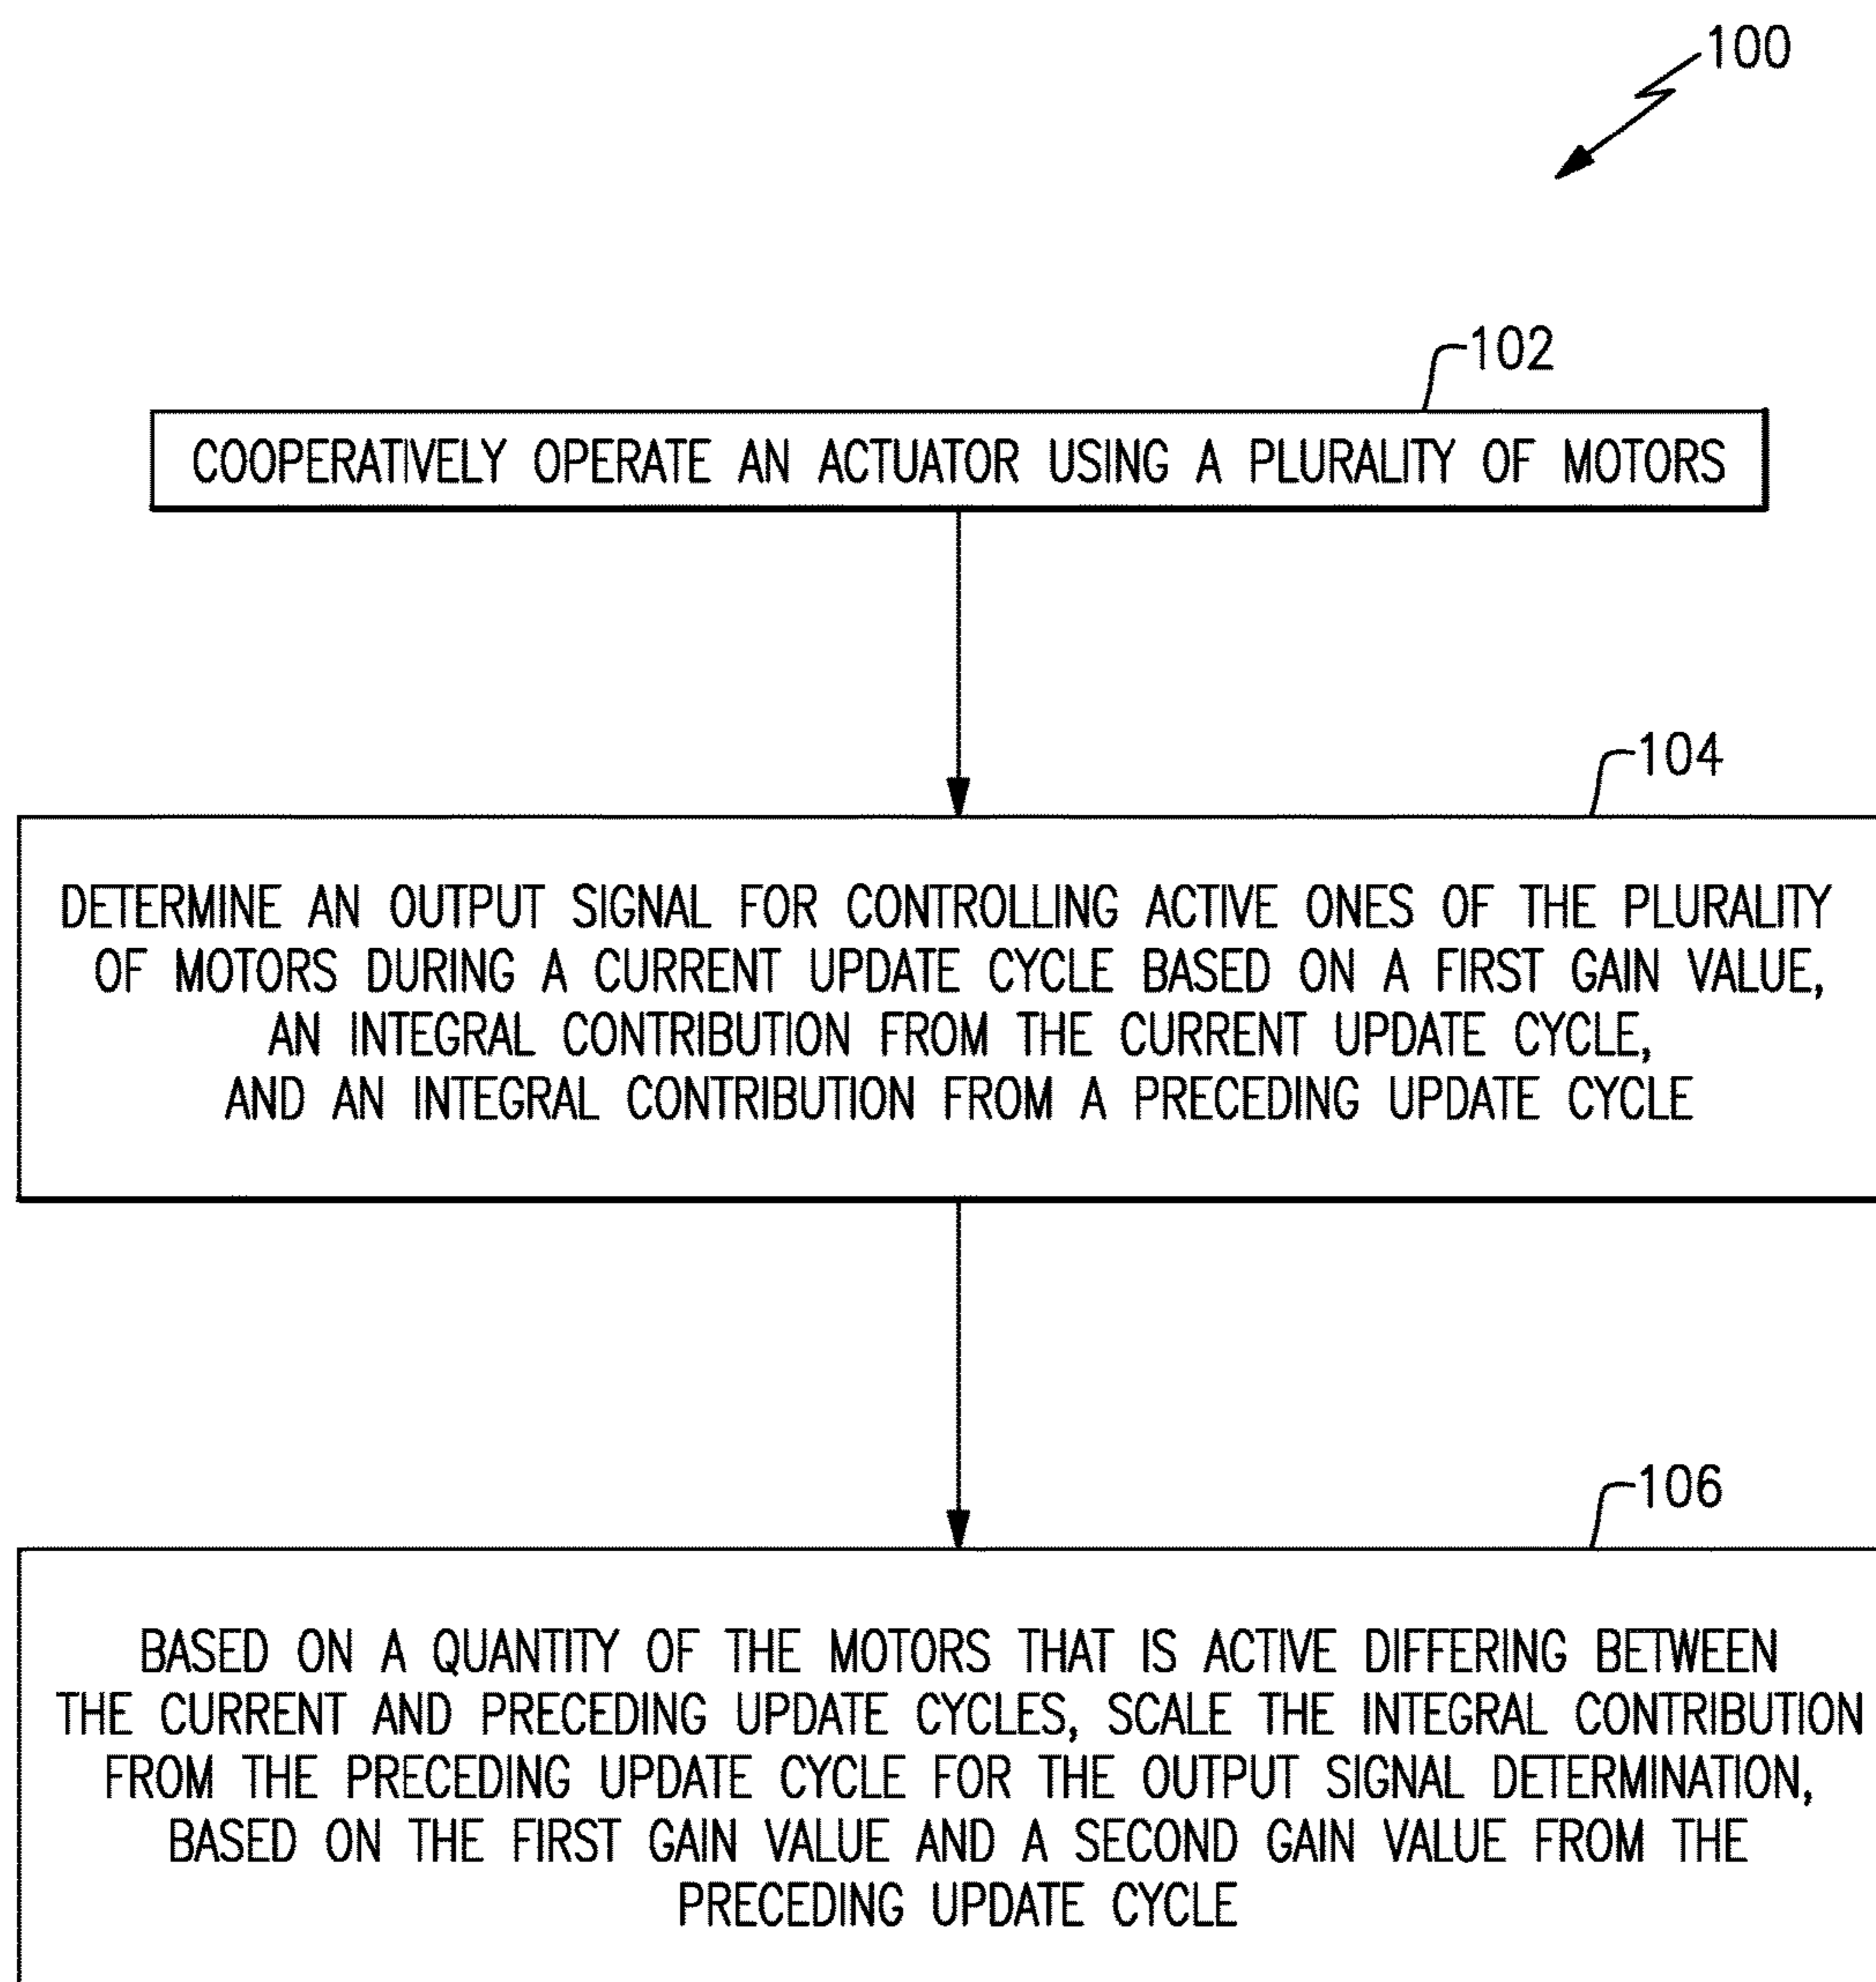 100
102
COOPERATIVELY OPERATE AN ACTUATOR USING A PLURALITY OF MOTORS
104
DETERMINE AN OUTPUT SIGNAL FOR CONTROLLING ACTIVE ONES OF THE PLURALITY
OF MOTORS DURING A CURRENT UPDATE CYCLE BASED ON A FIRST GAIN VALUE,
AN INTEGRAL CONTRIBUTION FROM THE CURRENT UPDATE CYCLE,
AND AN INTEGRAL CONTRIBUTION FROM A PRECEDING UPDATE CYCLE
106
BASED ON A QUANTITY OF THE MOTORS THAT IS ACTIVE DIFFERING BETWEEN
THE CURRENT AND PRECEDING UPDATE CYCLES, SCALE THE INTEGRAL CONTRIBUTION
FROM THE PRECEDING UPDATE CYCLE FOR THE OUTPUT SIGNAL DETERMINATION,
BASED ON THE FIRST GAIN VALUE AND A SECOND GAIN VALUE FROM THE
PRECEDING UPDATE CYCLE